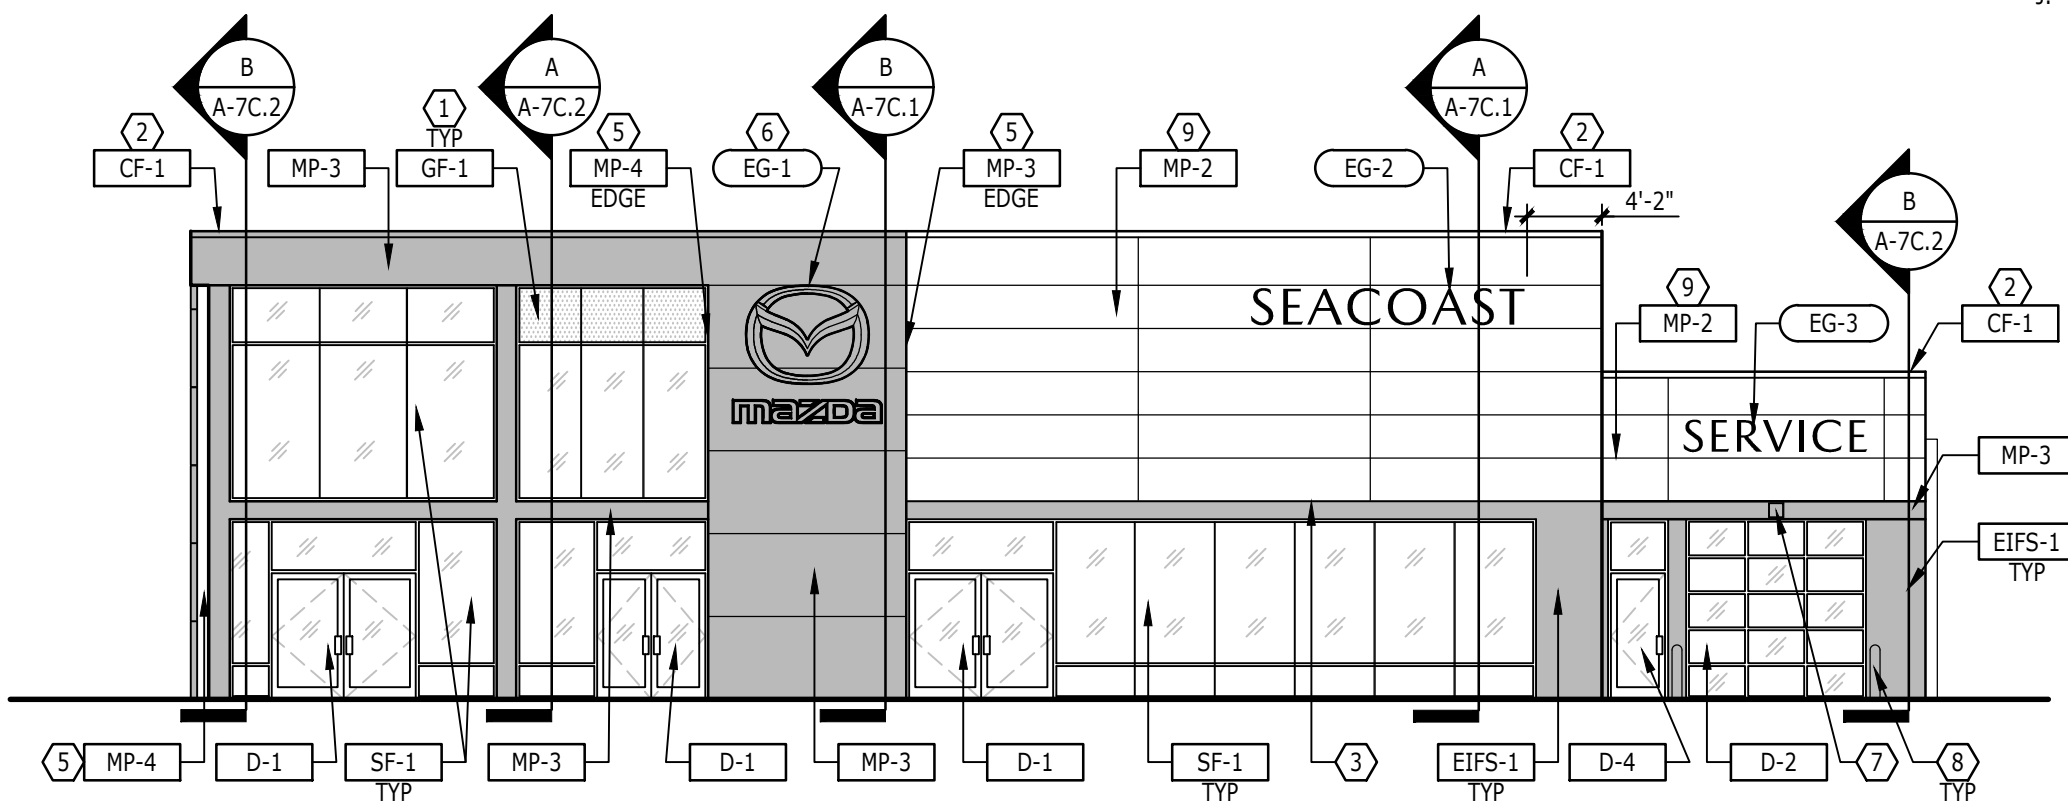 B
A-7C.2
A
A-7C.2
B
A-7C.1
A
A-7C.1
B
A-7C.2
2
CF-1
MP-3
1
TYP
GF-1
5
MP-4
EDGE
6
EG-1
5
MP-3
EDGE
9
MP-2
EG-2
2
CF-1
4'-2"
9
MP-2
EG-3
2
CF-1
SEACOAST
mazda
SERVICE
MP-3
EIFS-1
TYP
5
MP-4
D-1
SF-1
TYP
MP-3
D-1
MP-3
D-1
SF-1
TYP
3
EIFS-1
TYP
D-4
D-2
7
8
TYP